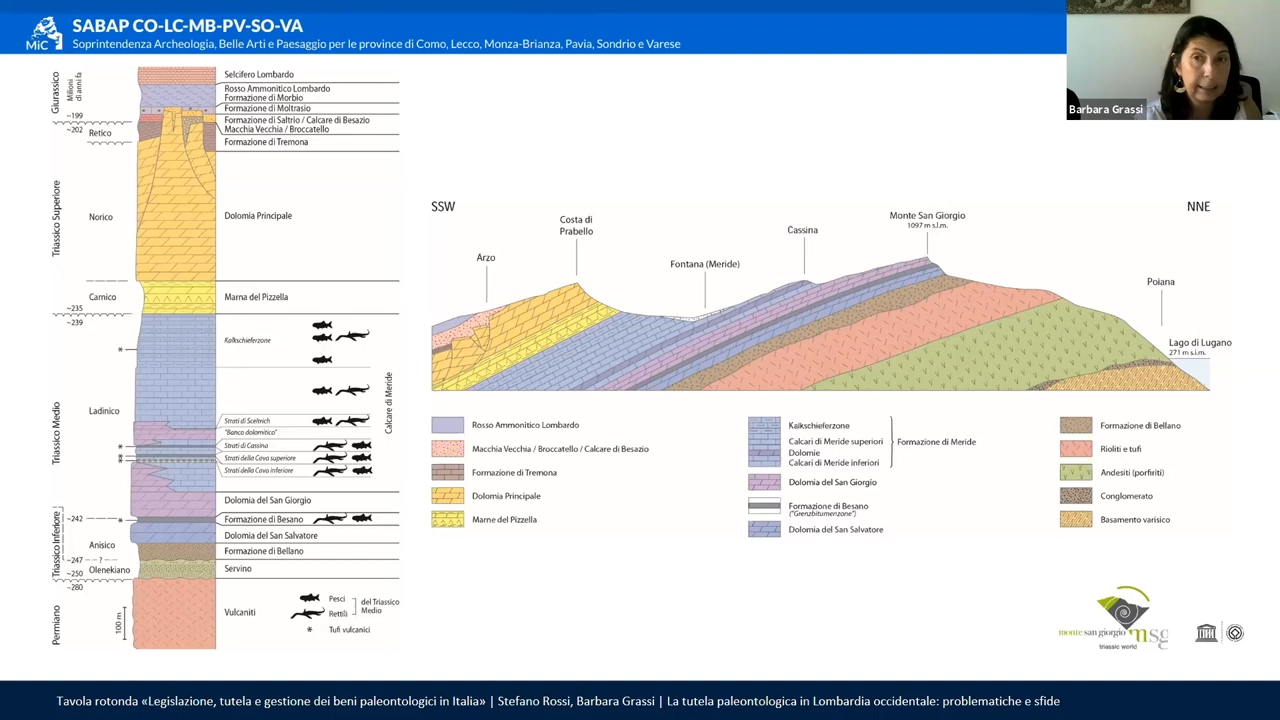 SABAP CO-LC-MB-PV-SO-VA
MiC
Soprintendenza Archeologia, Belle Arti e Paesaggio per le province di Como, Lecco, Monza-Brianza, Pavia, Sondrio e Varese
Barbara Grassi
Giurassico
Milioni
di anni fa
Selcifero Lombardo
Rosso Ammonitico Lombardo
Formazione di Morbio
Formazione di Moltrasio
~199
Formazione di Saltrio / Calcare di Besazio
~202
Retico
Macchia Vecchia / Broccatello
Formazione di Tremona
Triassico Superiore
Norico
Dolomia Principale
Carnico
Marna del Pizzella
~235
~239
Triassico Medio
*
Kalkschieferzone
Ladinico
Calcare di Meride
Strati di Sceltrich
"Banco dolomitico"
*
Strati di Cassina
*
*
Strati della Cava superiore
Strati della Cava inferiore
Dolomia del San Giorgio
Triassico Inferiore
~242
*
Formazione di Besano
Dolomia del San Salvatore
Anisico
Formazione di Bellano
~247
?
~250
Olenekiano
Servino
~280
Permiano
100 m
Vulcaniti
Pesci
Rettili
del Triassico
Medio
* Tufi vulcanici
SSW
NNE
Arzo
Costa di
Prabello
Fontana (Meride)
Cassina
Monte San Giorgio
1097 m s.l.m.
Poiana
Lago di Lugano
271 m s.l.m.
Rosso Ammonitico Lombardo
Macchia Vecchia / Broccatello / Calcare di Besazio
Formazione di Tremona
Dolomia Principale
Marne del Pizzella
Kalkschieferzone
Calcari di Meride superiori
Dolomie
Calcari di Meride inferiori
Formazione di Meride
Dolomia del San Giorgio
Formazione di Besano
("Grenzbitumenzone")
Dolomia del San Salvatore
Formazione di Bellano
Rioliti e tufi
Andesiti (porfiriti)
Conglomerato
Basamento varisico
monte san giorgio msg
triassic world
Tavola rotonda «Legislazione, tutela e gestione dei beni paleontologici in Italia» | Stefano Rossi, Barbara Grassi | La tutela paleontologica in Lombardia occidentale: problematiche e sfide